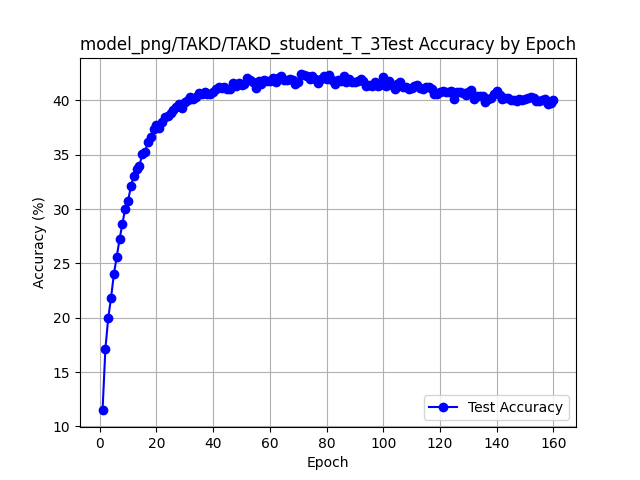 model_png/TAKD/TAKD_student_T_3Test Accuracy by Epoch
Accuracy (%)
40
35
30
25
20
15
10
Test Accuracy
0 20 40 60 80 100 120 140 160
Epoch